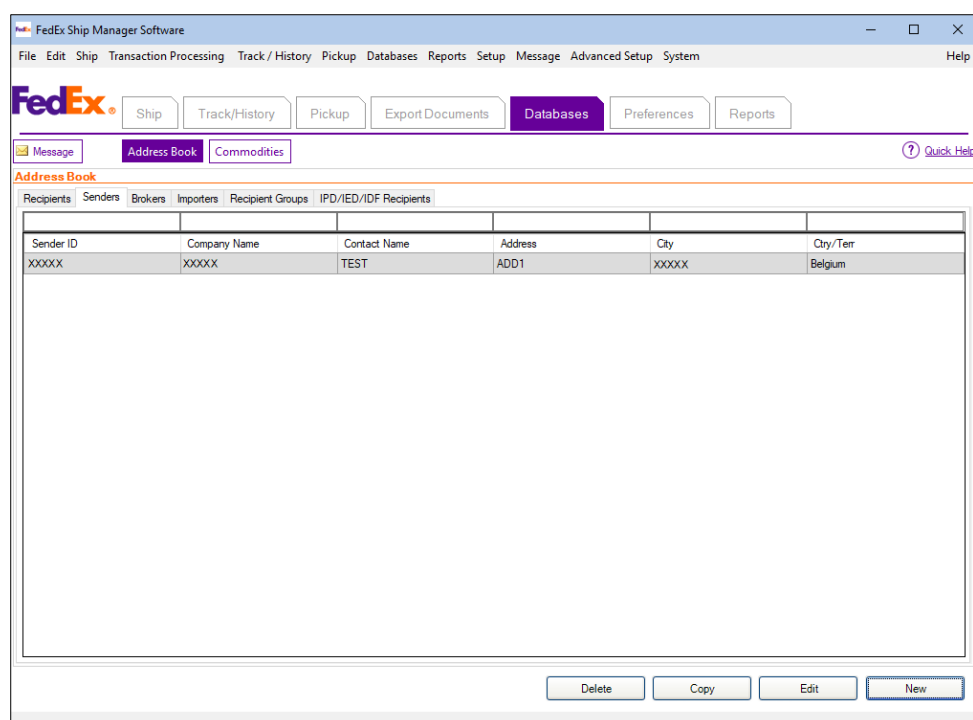 FedEx Ship Manager Software
File Edit Ship Transaction Processing Track / History Pickup Databases Reports Setup Message Advanced Setup System Help
FedEx® Ship Track/History Pickup Export Documents Databases Preferences Reports
Message Address Book Commodities ? Quick Help
Address Book
Recipients Senders Brokers Importers Recipient Groups IPD/IED/IDF Recipients
Sender ID Company Name Contact Name Address City Ctry/Terr
XXXXX XXXXX TEST ADD1 XXXXX Belgium
Delete Copy Edit New